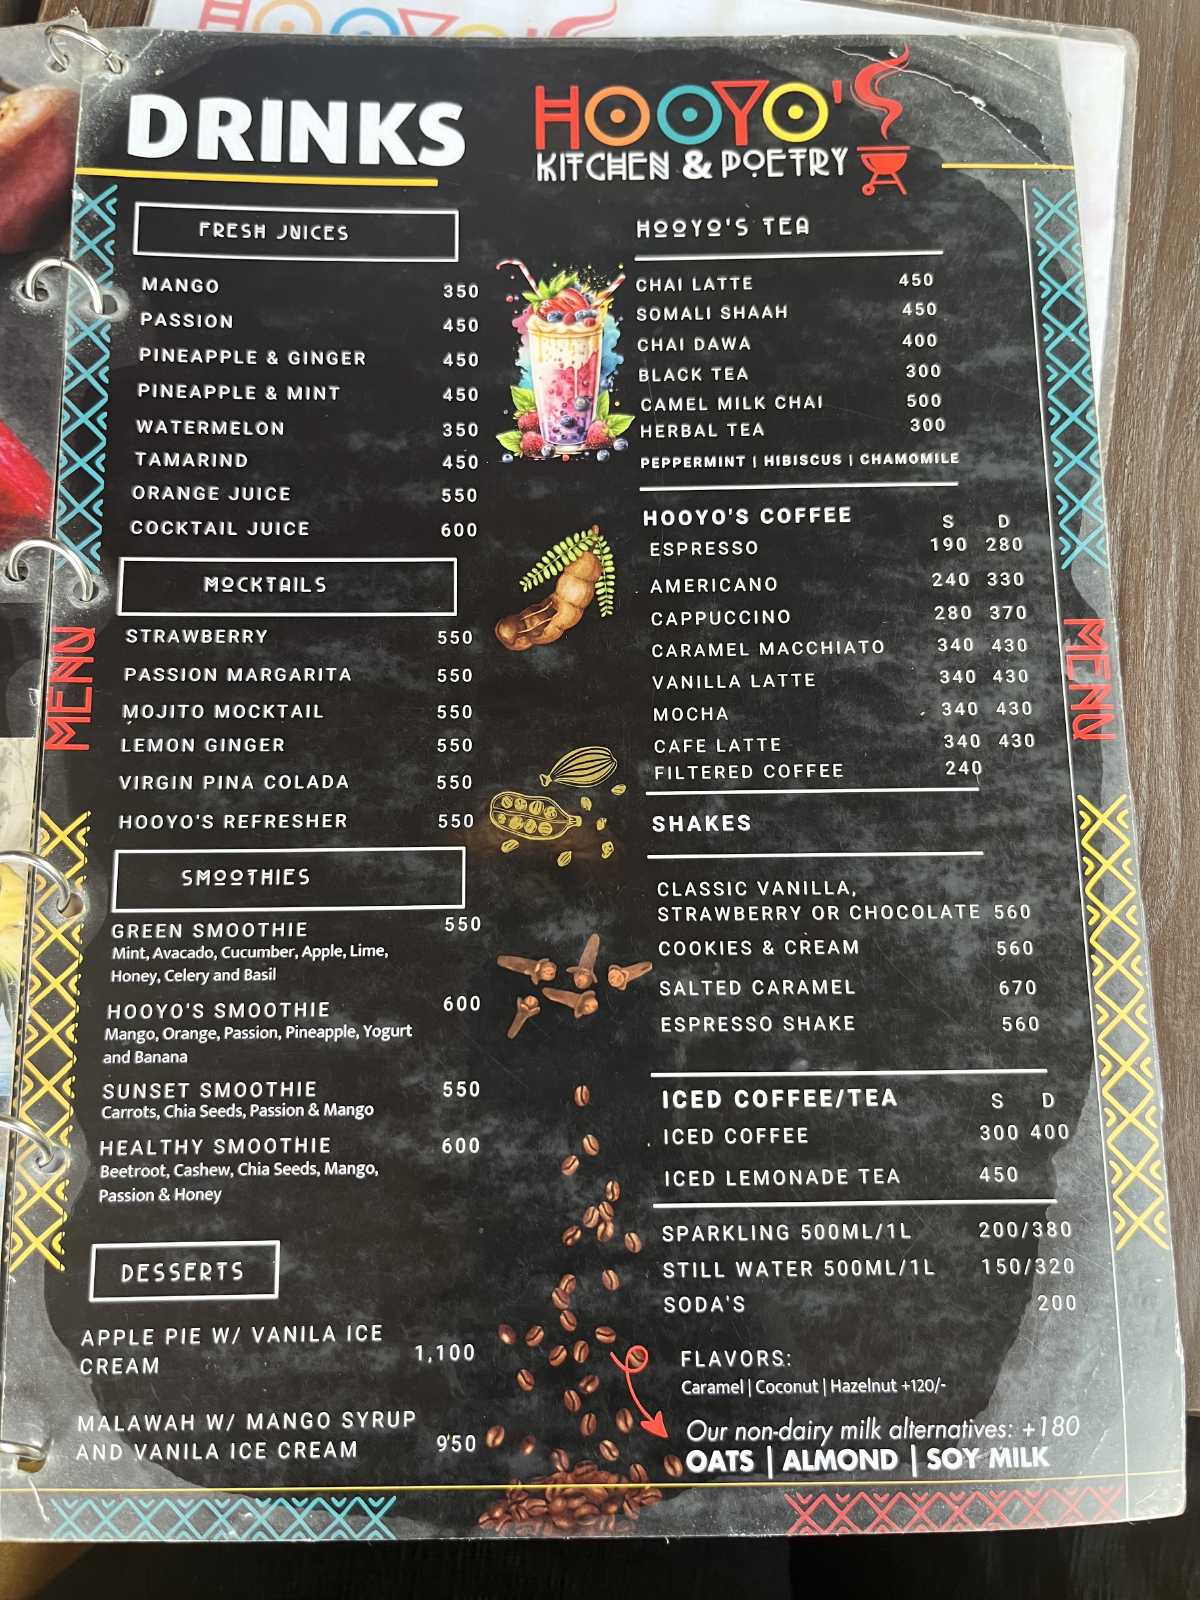 DRINKS
HOOYO'S
KITCHEN & POETRY
FRESH JUICES
MANGO 350
PASSION 450
PINEAPPLE & GINGER 450
PINEAPPLE & MINT 450
WATERMELON 350
TAMARIND 450
ORANGE JUICE 550
COCKTAIL JUICE 600
MOCKTAILS
STRAWBERRY 550
PASSION MARGARITA 550
MOJITO MOCKTAIL 550
LEMON GINGER 550
VIRGIN PINA COLADA 550
HOOYO'S REFRESHER 550
SMOOTHIES
GREEN SMOOTHIE 550
Mint, Avacado, Cucumber, Apple, Lime,
Honey, Celery and Basil
HOOYO'S SMOOTHIE 600
Mango, Orange, Passion, Pineapple, Yogurt
and Banana
SUNSET SMOOTHIE 550
Carrots, Chia Seeds, Passion & Mango
HEALTHY SMOOTHIE 600
Beetroot, Cashew, Chia Seeds, Mango,
Passion & Honey
DESSERTS
APPLE PIE W/ VANILA ICE
CREAM 1,100
MALAWAH W/ MANGO SYRUP
AND VANILA ICE CREAM 950
HOOYO'S TEA
CHAI LATTE 450
SOMALI SHAAH 450
CHAI DAWA 400
BLACK TEA 300
CAMEL MILK CHAI 500
HERBAL TEA 300
PEPPERMINT | HIBISCUS | CHAMOMILE
HOOYO'S COFFEE S D
ESPRESSO 190 280
AMERICANO 240 330
CAPPUCCINO 280 370
CARAMEL MACCHIATO 340 430
VANILLA LATTE 340 430
MOCHA 340 430
CAFE LATTE 340 430
FILTERED COFFEE 240
SHAKES
CLASSIC VANILLA,
STRAWBERRY OR CHOCOLATE 560
COOKIES & CREAM 560
SALTED CARAMEL 670
ESPRESSO SHAKE 560
ICED COFFEE/TEA S D
ICED COFFEE 300 400
ICED LEMONADE TEA 450
SPARKLING 500ML/1L 200/380
STILL WATER 500ML/1L 150/320
SODA'S 200
FLAVORS:
Caramel | Coconut | Hazelnut +120/-
Our non-dairy milk alternatives: +180
OATS | ALMOND | SOY MILK
MENU
MENU